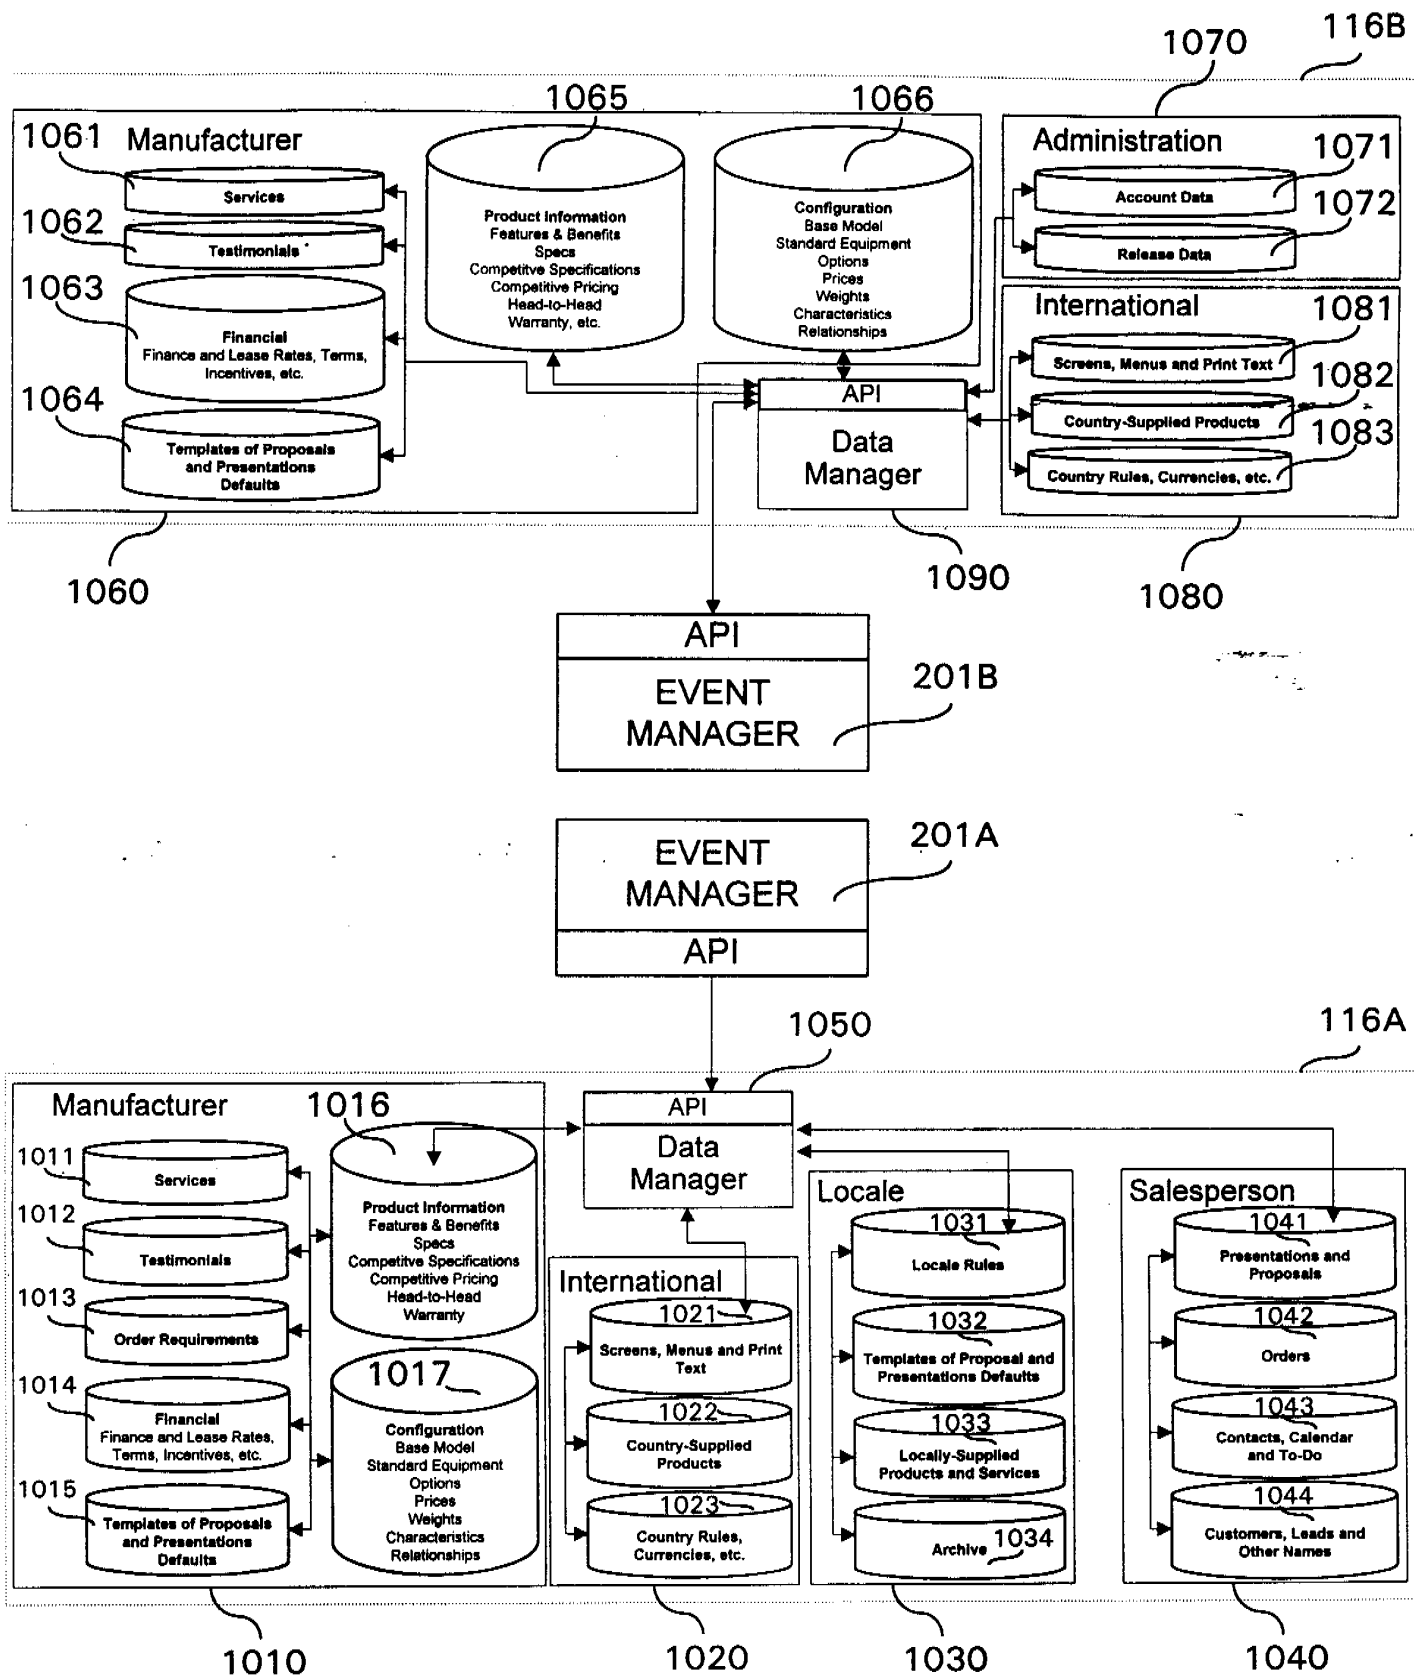 116B
1070
1065
1066
1061
Manufacturer
Services
1062
Testimonials
1063
Financial
Finance and Lease Rates, Terms,
Incentives, etc.
1064
Templates of Proposals
and Presentations
Defaults
Product Information
Features & Benefits
Specs
Competitve Specifications
Competitive Pricing
Head-to-Head
Warranty, etc.
Configuration
Base Model
Standard Equipment
Options
Prices
Weights
Characteristics
Relationships
Administration
1071
Account Data
1072
Release Data
International
1081
Screens, Menus and Print Text
1082
Country-Supplied Products
1083
Country Rules, Currencies, etc.
API
Data
Manager
1060
1090
1080
API
EVENT
MANAGER
201B
EVENT
MANAGER
201A
API
1050
116A
Manufacturer
1016
1011
Services
1012
Testimonials
1013
Order Requirements
1014
Financial
Finance and Lease Rates,
Terms, Incentives, etc.
1015
Templates of Proposals
and Presentations
Defaults
Product Information
Features & Benefits
Specs
Competitve Specifications
Competitive Pricing
Head-to-Head
Warranty
1017
Configuration
Base Model
Standard Equipment
Options
Prices
Weights
Characteristics
Relationships
API
Data
Manager
International
1021
Screens, Menus and Print
Text
1022
Country-Supplied
Products
1023
Country Rules,
Currencies, etc.
Locale
1031
Locale Rules
1032
Templates of Proposal and
Presentations Defaults
1033
Locally-Supplied
Products and Services
Archive 1034
Salesperson
1041
Presentations and
Proposals
1042
Orders
1043
Contacts, Calendar
and To-Do
1044
Customers, Leads and
Other Names
1010
1020
1030
1040